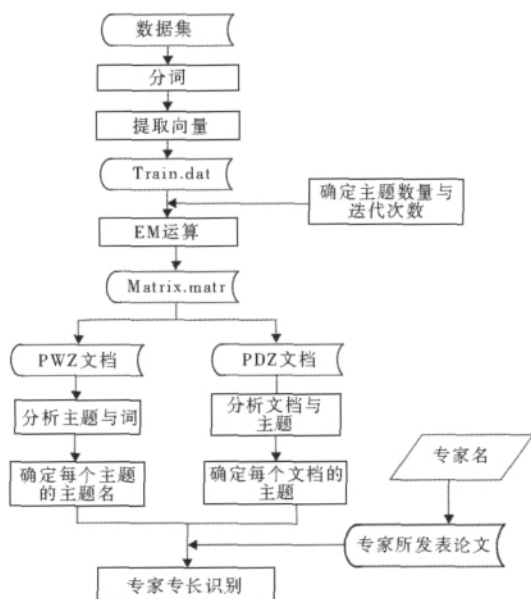 数据集
分词
提取向量
Train.dat
确定主题数量与
迭代次数
EM运算
Matrix.matr
PWZ文档
PDZ文档
分析主题与词
分析文档与
主题
专家名
确定每个主题
的主题名
确定每个文档的
主题
专家所发表论文
专家专长识别